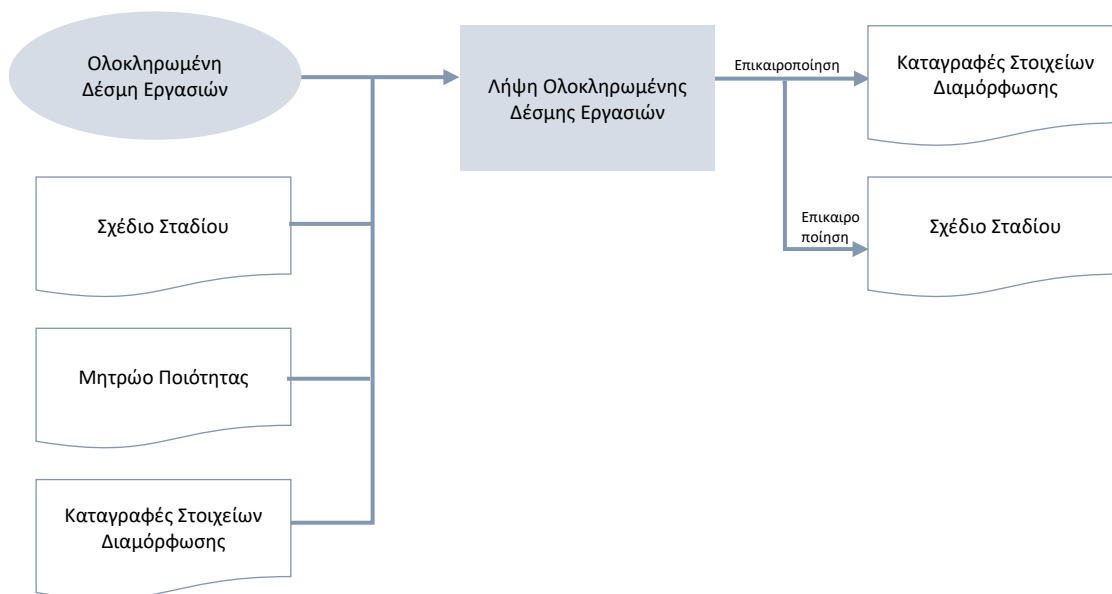 Ολοκληρωμένη
Δέσμη Εργασιών
Λήψη Ολοκληρωμένης
Δέσμης Εργασιών
Επικαιροποίηση
Καταγραφές Στοιχείων
Διαμόρφωσης
Σχέδιο Σταδίου
Επικαιρο
ποίηση
Σχέδιο Σταδίου
Μητρώο Ποιότητας
Καταγραφές Στοιχείων
Διαμόρφωσης